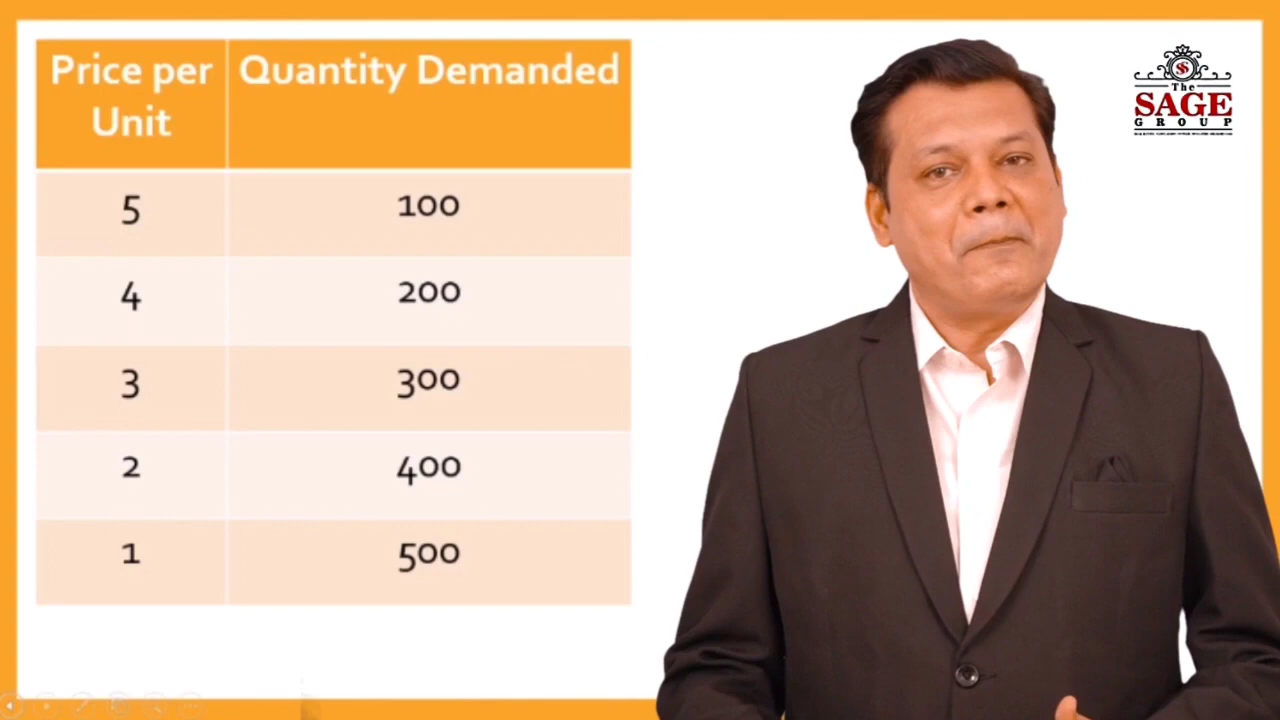 Price per
Unit
Quantity Demanded
5 100
4 200
3 300
2 400
1 500
The
SAGE
GROUP